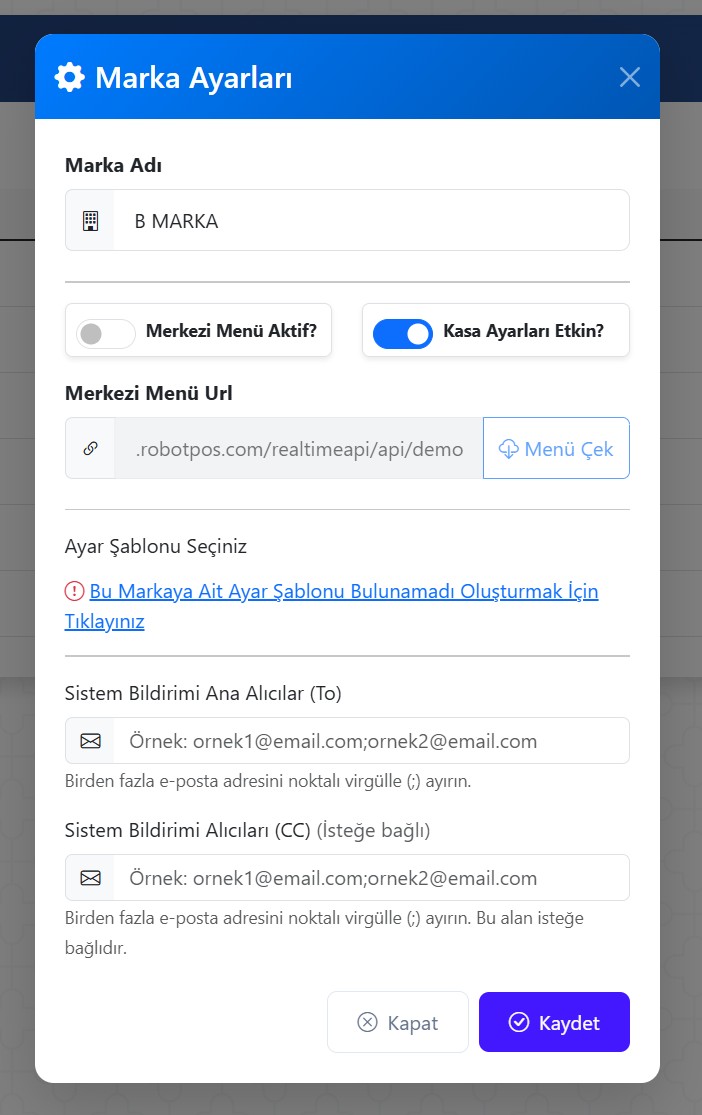 Marka Ayarları
Marka Adı
B MARKA
Merkezi Menü Aktif?
Kasa Ayarları Etkin?
Merkezi Menü Url
.robotpos.com/realtimeapi/api/demo
Menü Çek
Ayar Şablonu Seçiniz
Bu Markaya Ait Ayar Şablonu Bulunamadı Oluşturmak İçin
Tıklayınız
Sistem Bildirimi Ana Alıcılar (To)
Örnek: ornek1@email.com;ornek2@email.com
Birden fazla e-posta adresini noktalı virgülle (;) ayırın.
Sistem Bildirimi Alıcıları (CC) (İsteğe bağlı)
Örnek: ornek1@email.com;ornek2@email.com
Birden fazla e-posta adresini noktalı virgülle (;) ayırın. Bu alan isteğe
bağlıdır.
Kapat
Kaydet